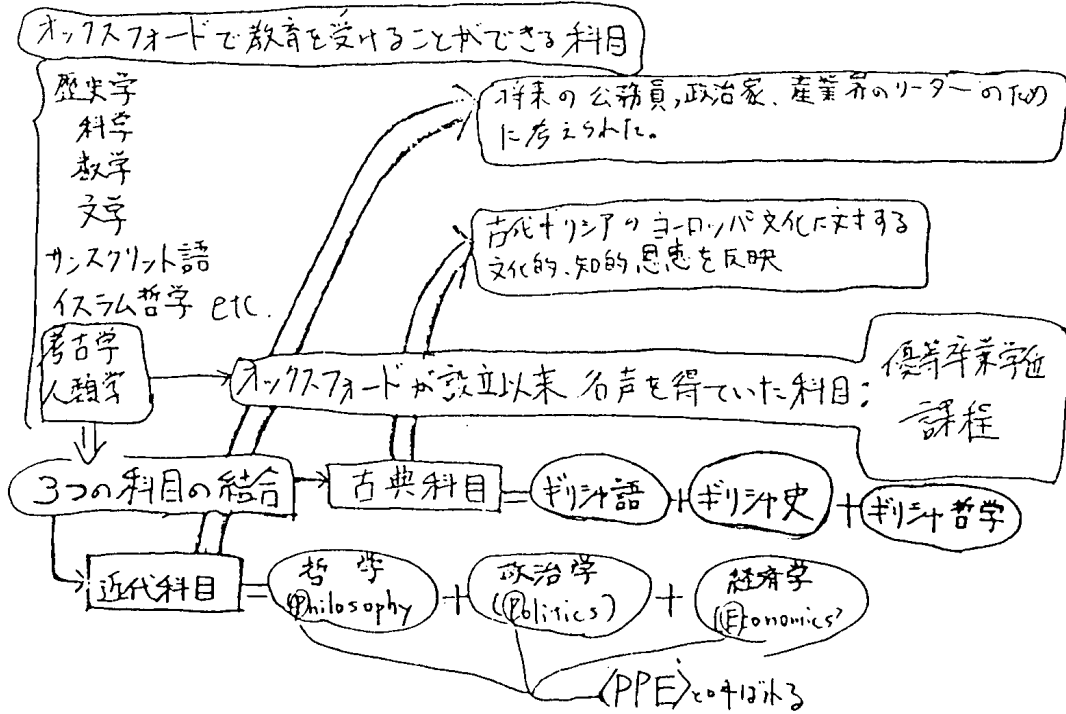 オックスフォードで教育を受けることができる科目
歴史学
科学
数学
文学
サンスクリット語
イスラム哲学 etc.
考古学
人類学
将来の公務員,政治家、産業界のリーダーのため
に考えられた。
古代ギリシアのヨーロッパ文化に対する
文化的、知的恩恵を反映
オックスフォードが設立以来 名声を得ていた科目:
優等卒業学位
課程
3つの科目の結合
古典科目 = ギリシャ語 + ギリシャ史 + ギリシャ哲学
近代科目 = 哲学 + 政治学 + 経済学
(Philosophy (Politics) (Economics)
〈PPE〉と呼ばれる